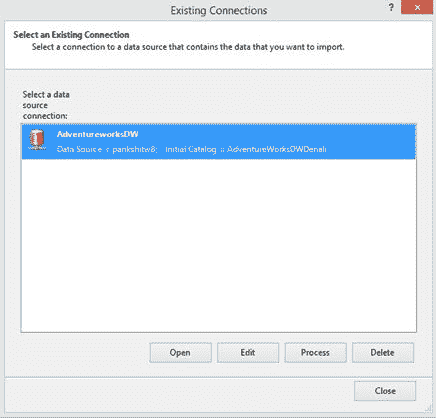 Existing Connections
?
Select an Existing Connection
Select a connection to a data source that contains the data that you want to import.
Select a data
source
connection:
AdventureworksDW
Data Source = Initial Catalog = AdventureWorksDWDenali
Open Edit Process Delete
Close